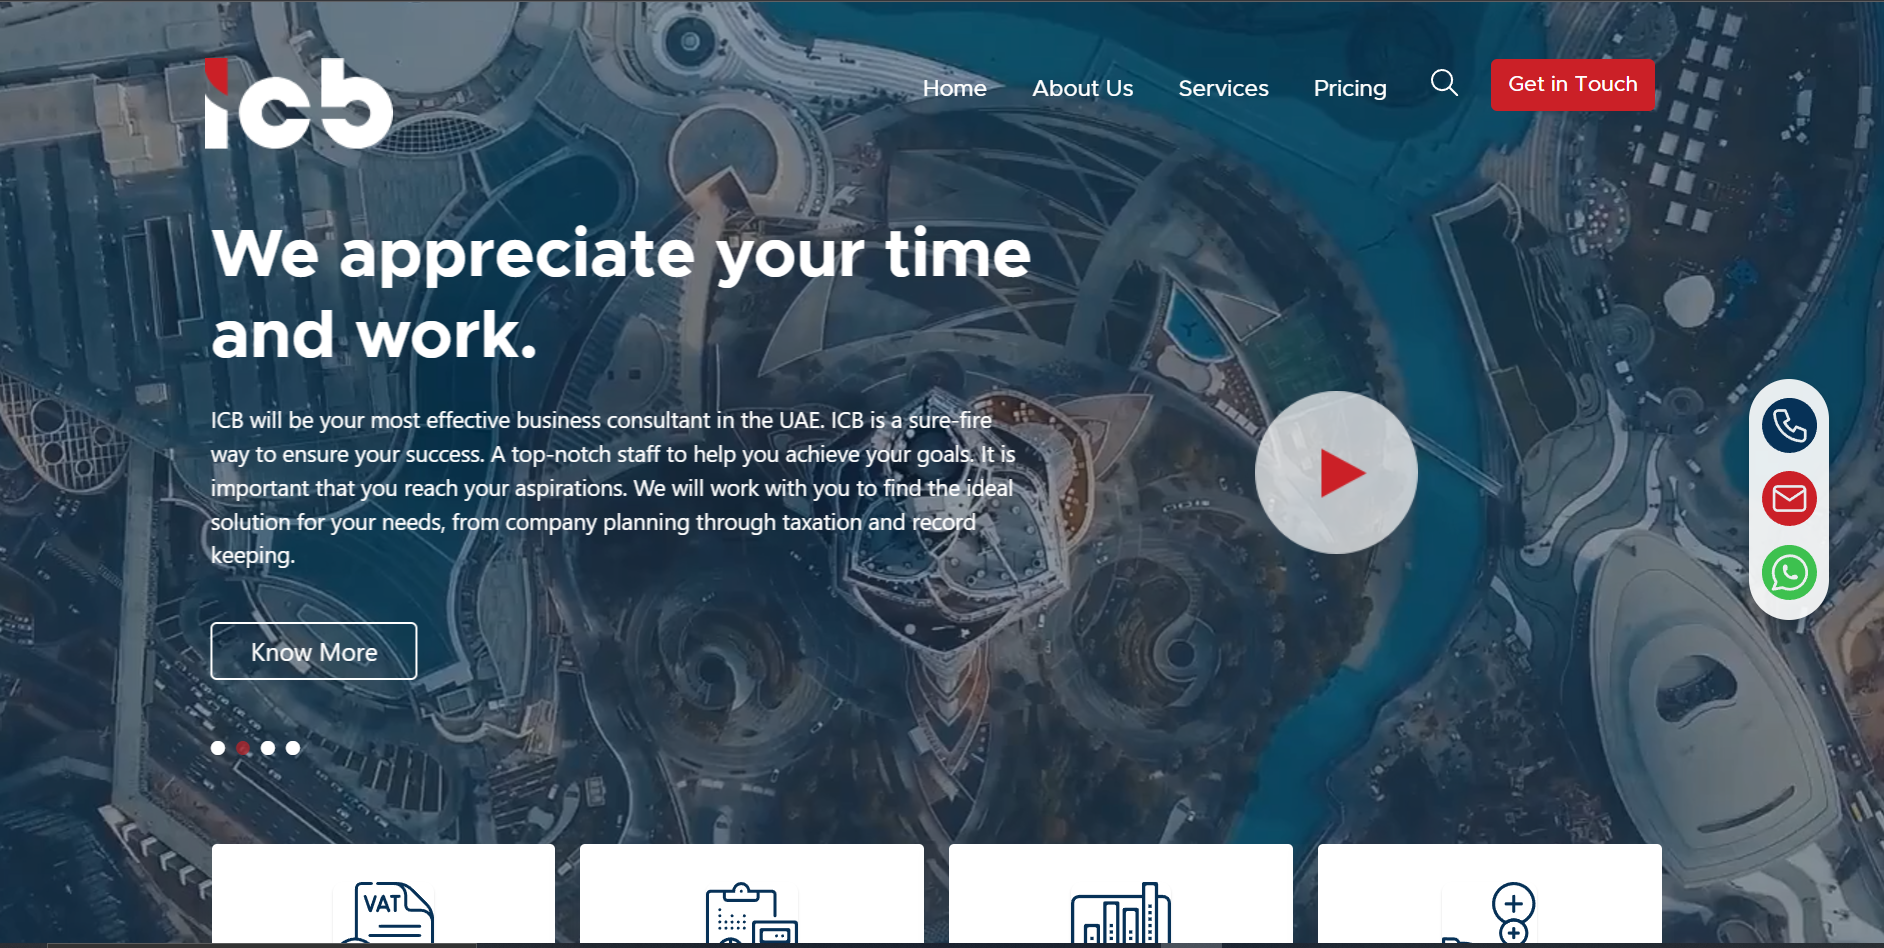 icb
Home
About Us
Services
Pricing
Get in Touch
We appreciate your time
and work.
ICB will be your most effective business consultant in the UAE. ICB is a sure-fire
way to ensure your success. A top-notch staff to help you achieve your goals. It is
important that you reach your aspirations. We will work with you to find the ideal
solution for your needs, from company planning through taxation and record
keeping.
Know More
VAT